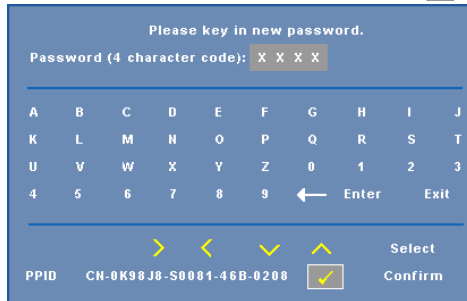 Please key in new password.
Password (4 character code): X X X X
A B C D E F G H I J
K L M N O P Q R S T
U V W X Y Z 0 1 2 3
4 5 6 7 8 9 Enter Exit
Select
PPID CN-0K98J8-S0081-46B-0208 Confirm